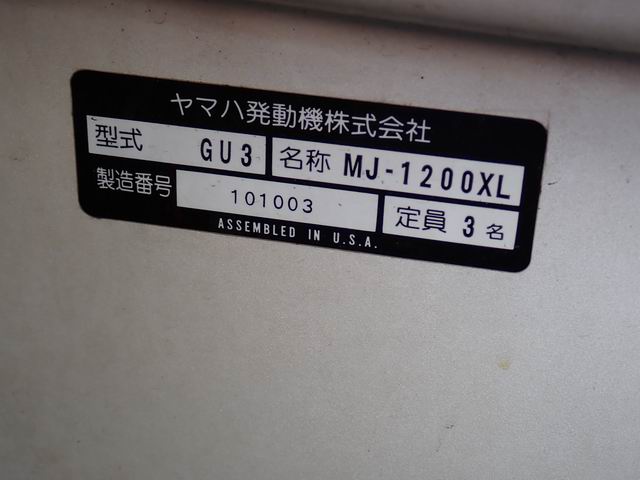 ヤマハ発動機株式会社
型式 GU3 名称 MJ-1200XL
製造番号 101003 定員 3名
ASSEMBLED IN U.S.A.